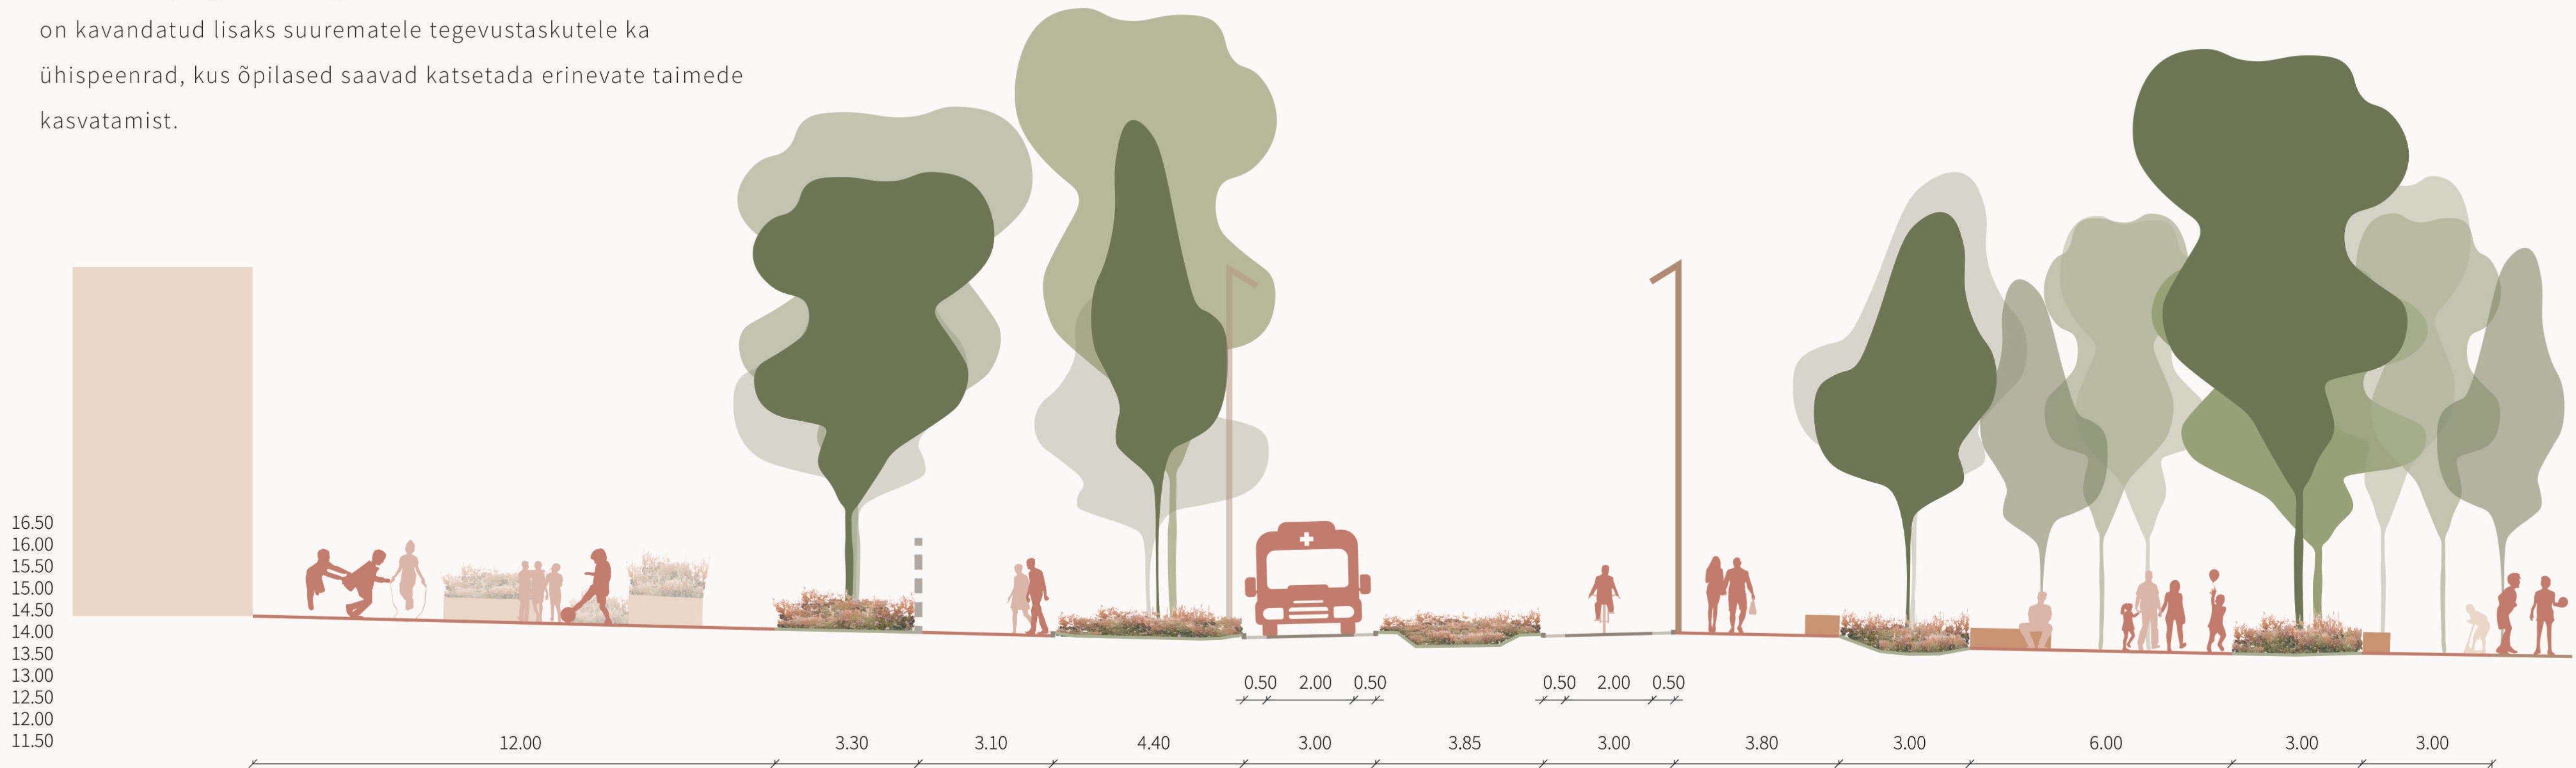 on kavandatud lisaks suurematele tegevustaskutele ka
ühispeenrad, kus õpilased saavad katsetada erinevate taimede
kasvatamist.
16.50
16.00
15.50
15.00
14.50
14.00
13.50
13.00
12.50
12.00
11.50
0.50 2.00 0.50 0.50 2.00 0.50
12.00 3.30 3.10 4.40 3.00 3.85 3.00 3.80 3.00 6.00 3.00 3.00